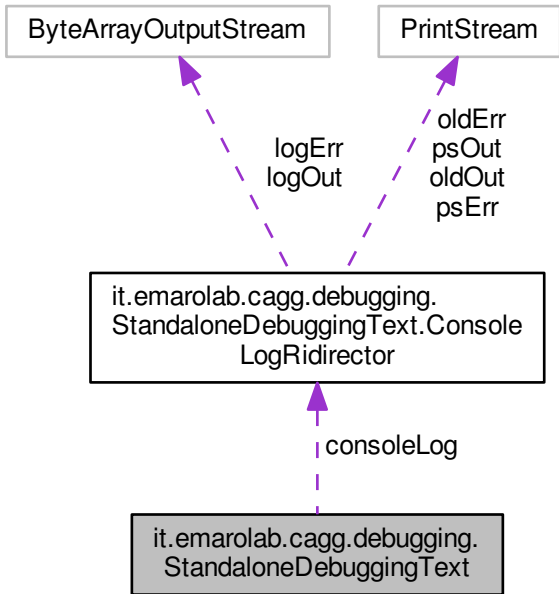 ByteArrayOutputStream
PrintStream
logErr
logOut
oldErr
psOut
oldOut
psErr
it.emarolab.cagg.debugging.
StandaloneDebuggingText.Console
LogRidirector
consoleLog
it.emarolab.cagg.debugging.
StandaloneDebuggingText